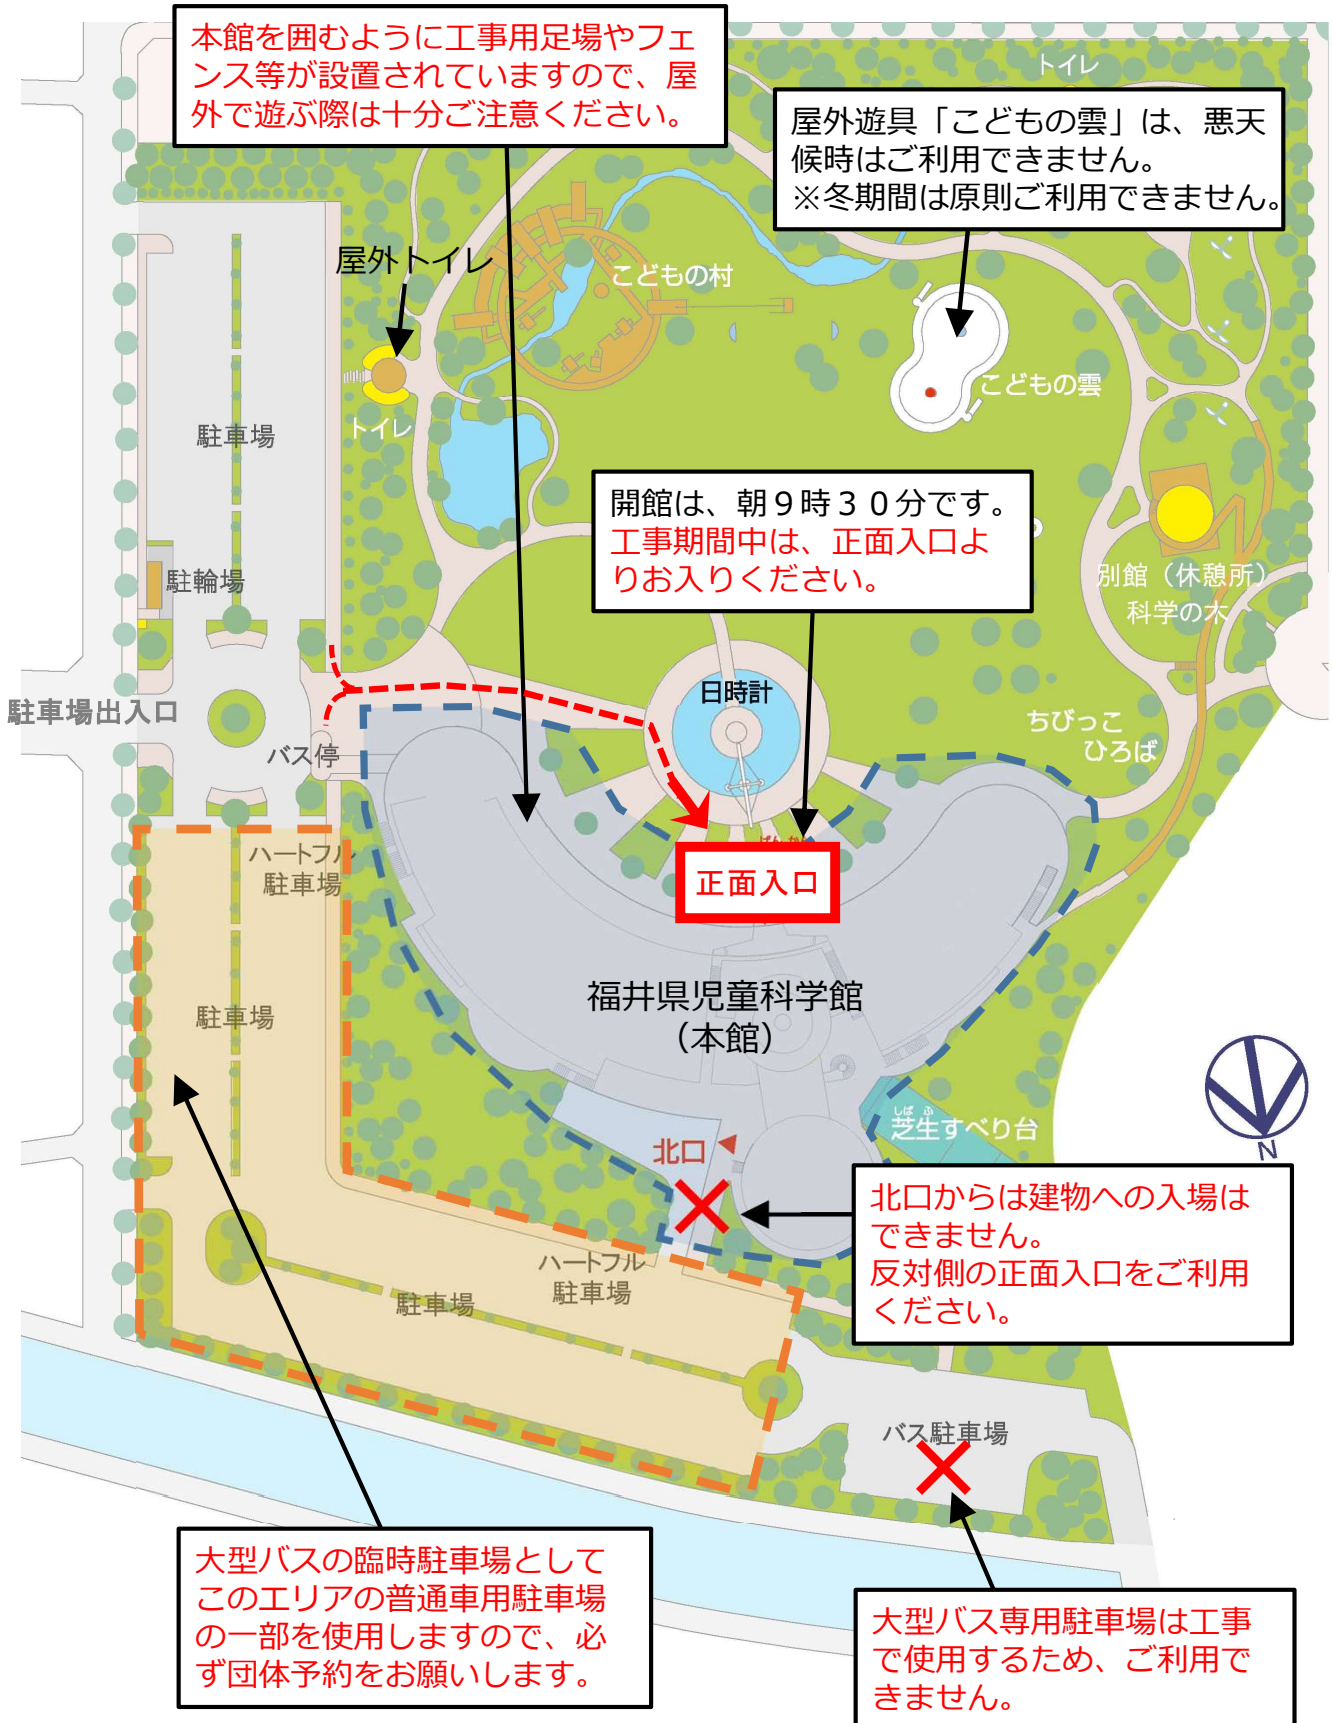 本館を囲むように工事用足場やフェ
ンス等が設置されていますので、屋
外で遊ぶ際は十分ご注意ください。
トイレ
屋外遊具「こどもの雲」は、悪天
候時はご利用できません。
※冬期間は原則ご利用できません。
屋外トイレ
こどもの村
こどもの雲
トイレ
駐車場
開館は、朝９時３０分です。
工事期間中は、正面入口よ
りお入りください。
駐輪場
別館（休憩所）
科学の木
日時計
駐車場出入口
ちびっこ
ひろば
バス停
ハートフル
駐車場
正面入口
福井県児童科学館
（本館）
駐車場
しば ふ
芝生すべり台
北口
N
北口からは建物への入場は
できません。
反対側の正面入口をご利用
ください。
ハートフル
駐車場
駐車場
バス駐車場
大型バスの臨時駐車場として
このエリアの普通車用駐車場
の一部を使用しますので、必
ず団体予約をお願いします。
大型バス専用駐車場は工事
で使用するため、ご利用で
きません。